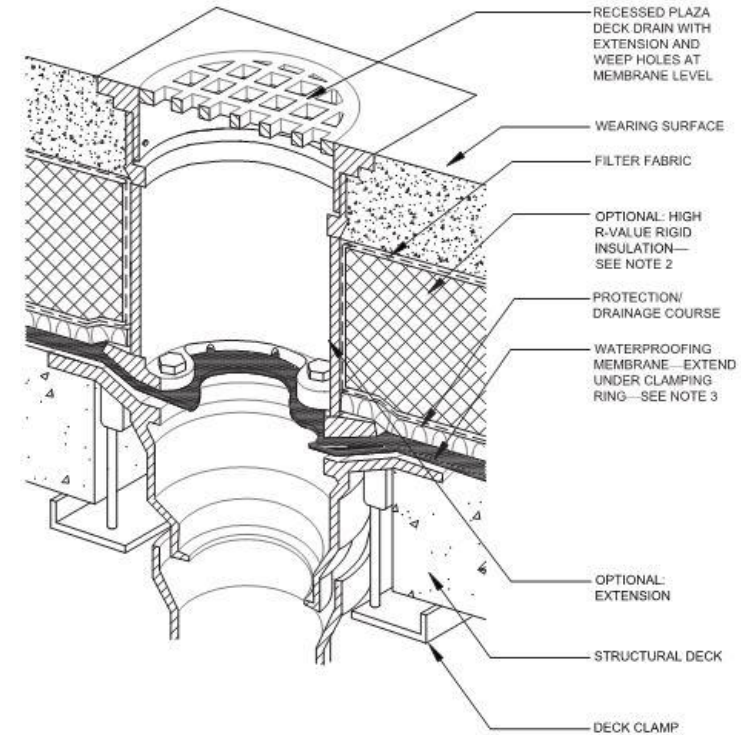 RECESSED PLAZA
DECK DRAIN WITH
EXTENSION AND
WEEP HOLES AT
MEMBRANE LEVEL
WEARING SURFACE
FILTER FABRIC
OPTIONAL: HIGH
R-VALUE RIGID
INSULATION—
SEE NOTE 2
PROTECTION/
DRAINAGE COURSE
WATERPROOFING
MEMBRANE—EXTEND
UNDER CLAMPING
RING—SEE NOTE 3
OPTIONAL:
EXTENSION
STRUCTURAL DECK
DECK CLAMP